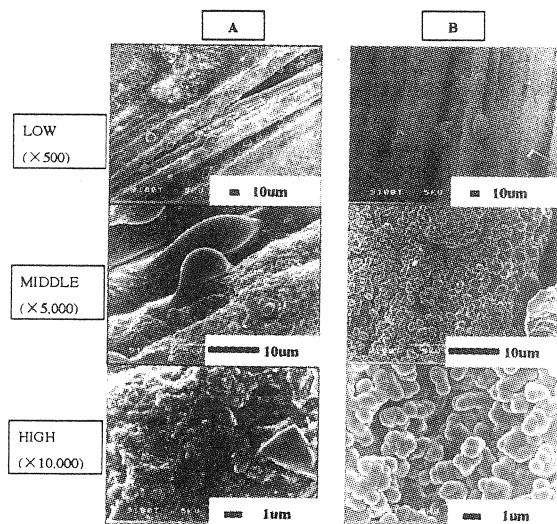 A
B
LOW
(×500)
10um
10um
MIDDLE
(×5,000)
10um
10um
HIGH
(×10,000)
1um
1um